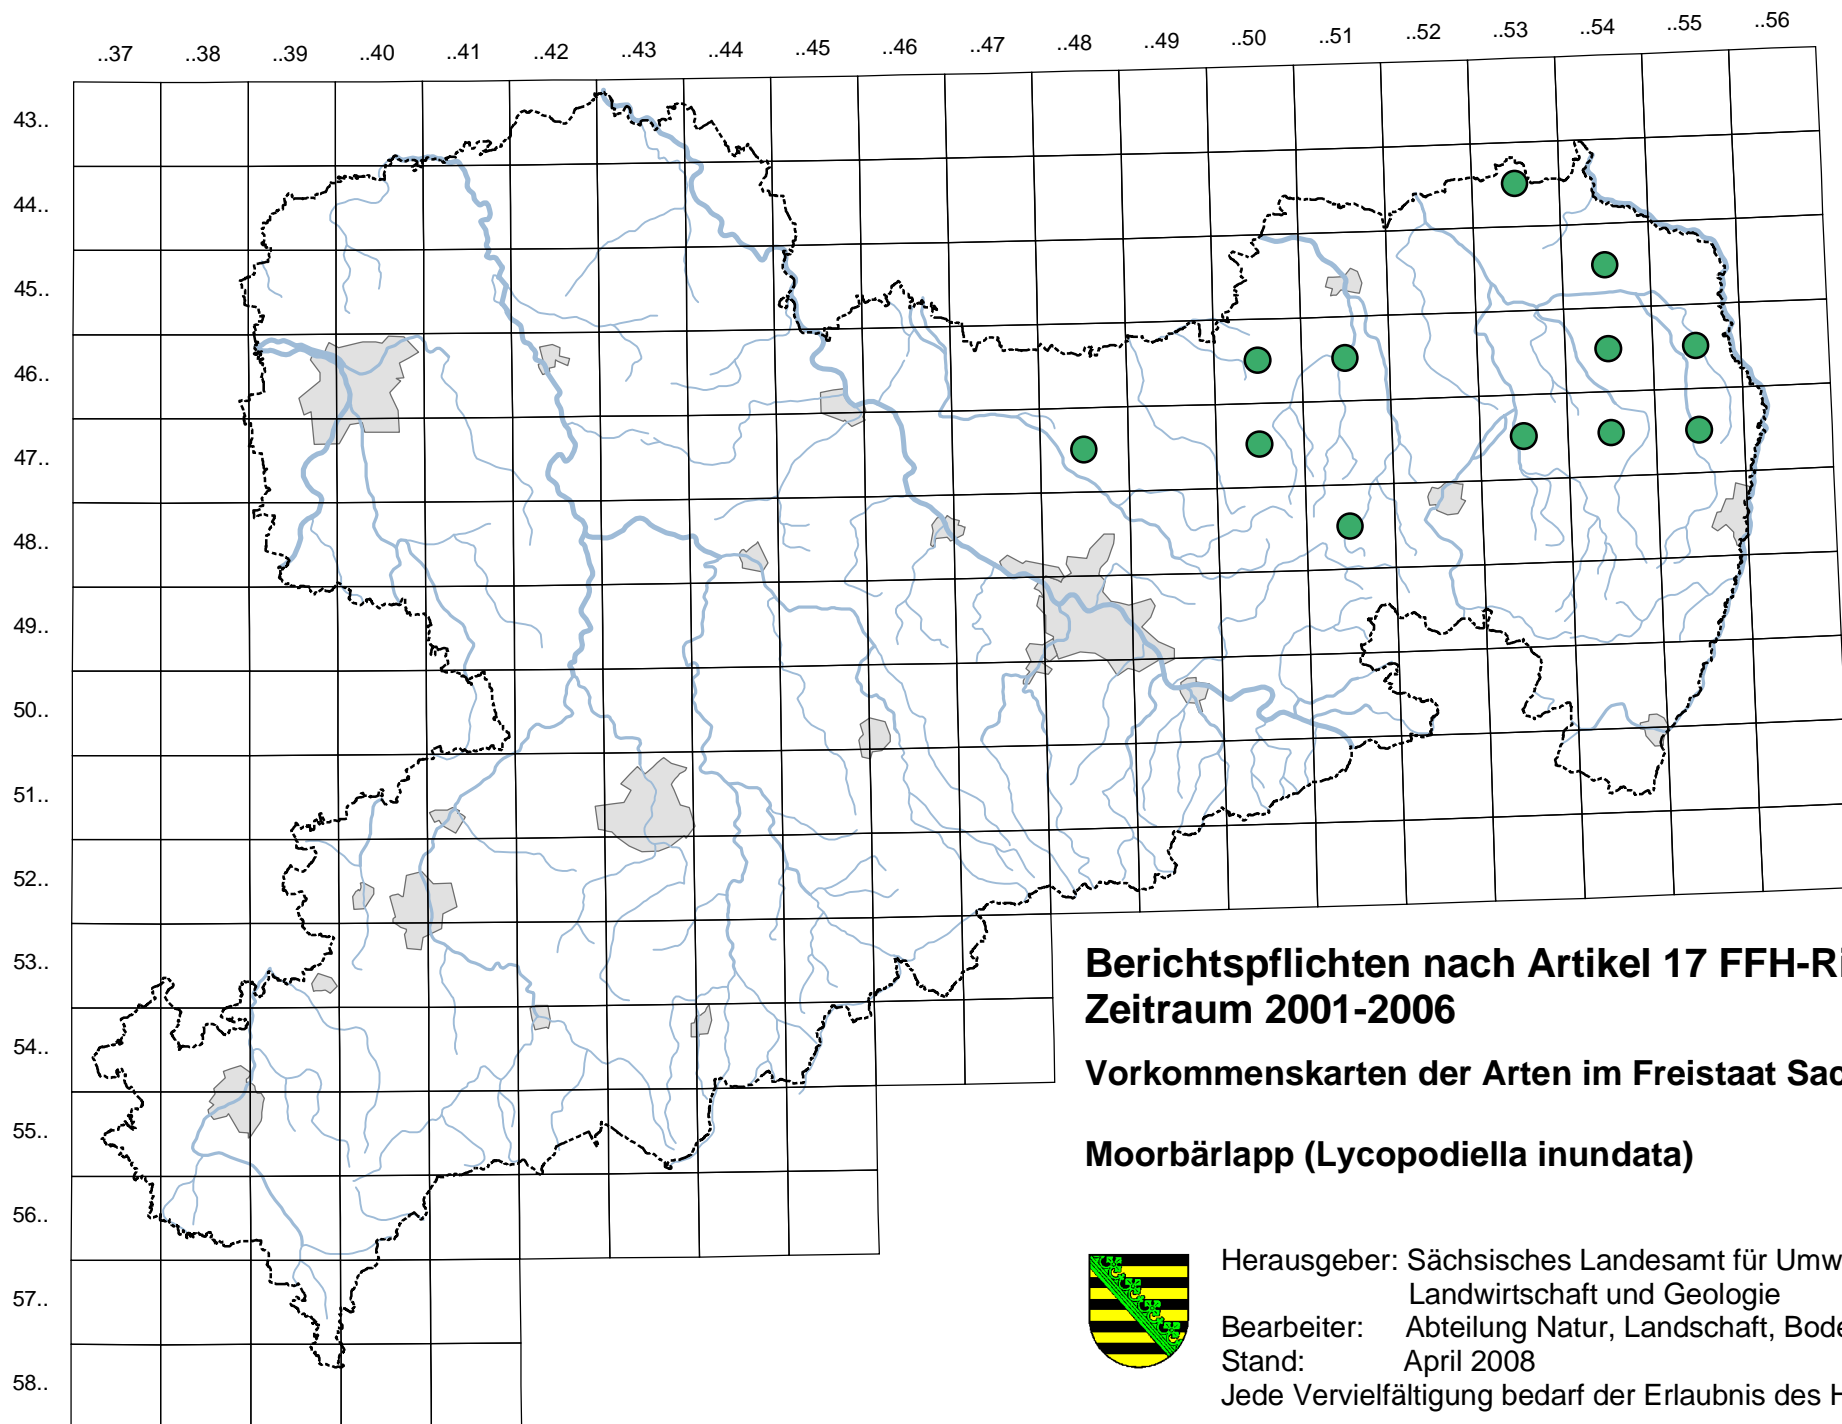 ..37 ..38 ..39 ..40 ..41 ..42 ..43 ..44 ..45 ..46 ..47 ..48 ..49 ..50 ..51 ..52 ..53 ..54 ..55 ..56
43..
44..
45..
46..
47..
48..
49..
50..
51..
52..
53..
54..
55..
56..
57..
58..
Berichtspflichten nach Artikel 17 FFH-Ri
Zeitraum 2001-2006
Vorkommenskarten der Arten im Freistaat Sac
Moorbärlapp (Lycopodiella inundata)
Herausgeber: Sächsisches Landesamt für Umw
Landwirtschaft und Geologie
Bearbeiter: Abteilung Natur, Landschaft, Bode
Stand: April 2008
Jede Vervielfältigung bedarf der Erlaubnis des H